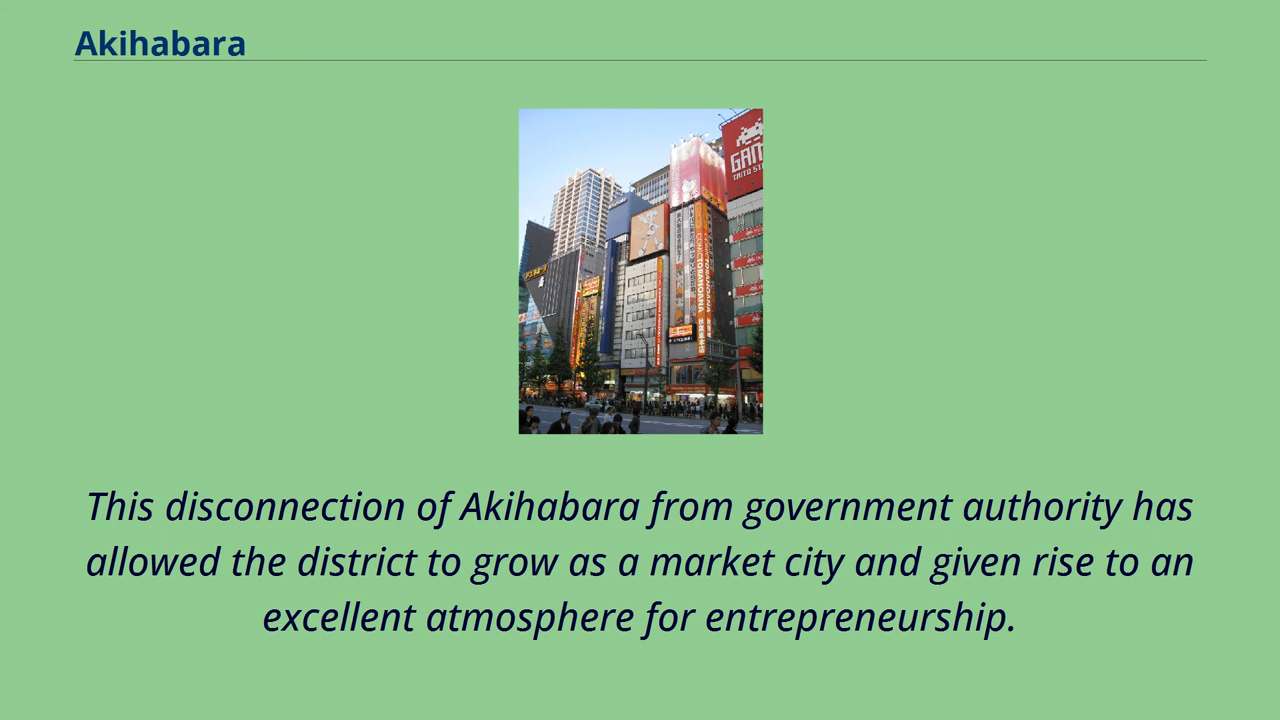 Akihabara
This disconnection of Akihabara from government authority has
allowed the district to grow as a market city and given rise to an
excellent atmosphere for entrepreneurship.